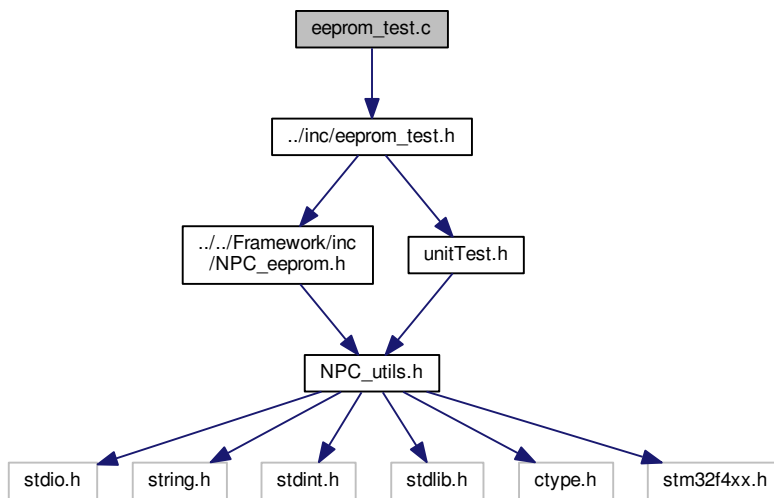 eeprom_test.c
../inc/eeprom_test.h
../../Framework/inc
/NPC_eeprom.h
unitTest.h
NPC_utils.h
stdio.h
string.h
stdint.h
stdlib.h
ctype.h
stm32f4xx.h